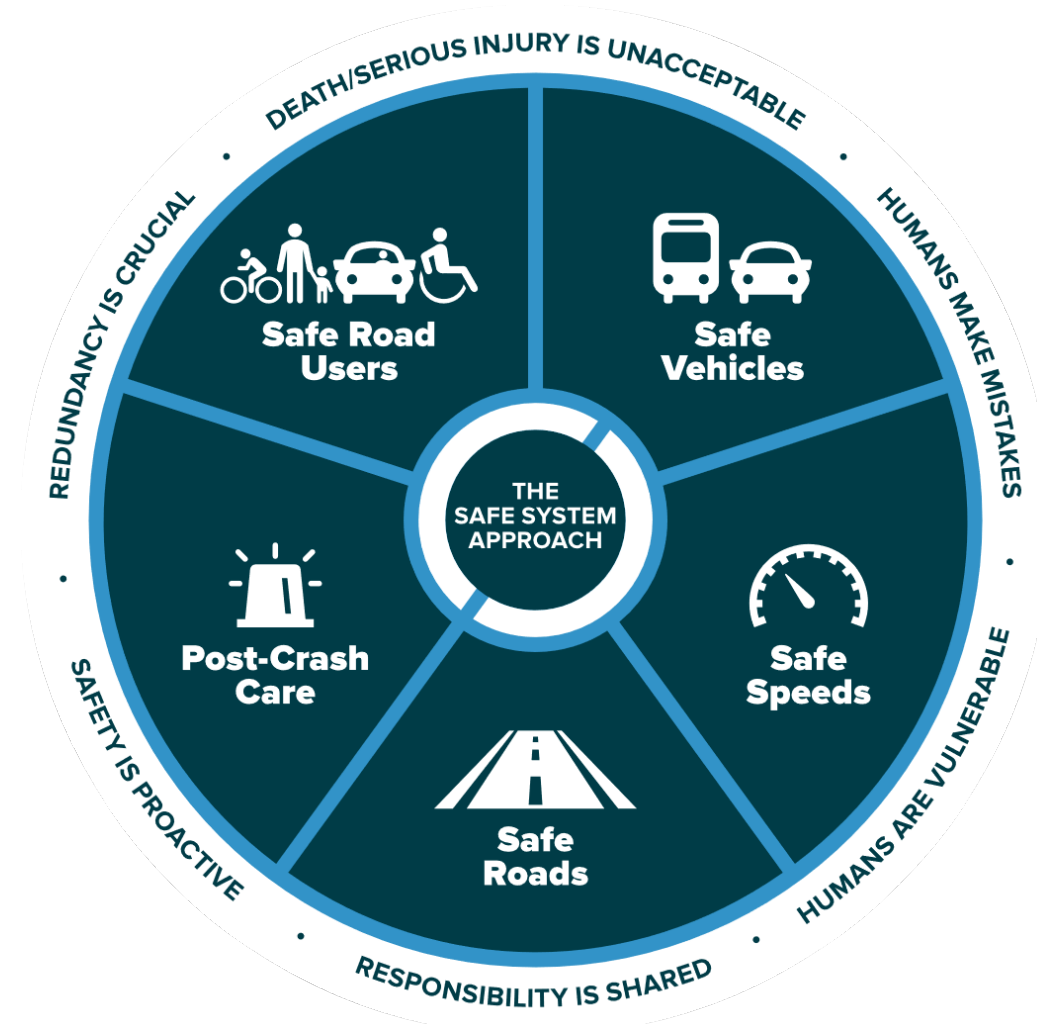 DEATH/SERIOUS INJURY IS UNACCEPTABLE
HUMANS MAKE MISTAKES
HUMANS ARE VULNERABLE
RESPONSIBILITY IS SHARED
SAFETY IS PROACTIVE
REDUNDANCY IS CRUCIAL
Safe Road
Users
Safe
Vehicles
Safe
Speeds
Safe
Roads
Post-Crash
Care
THE
SAFE SYSTEM
APPROACH